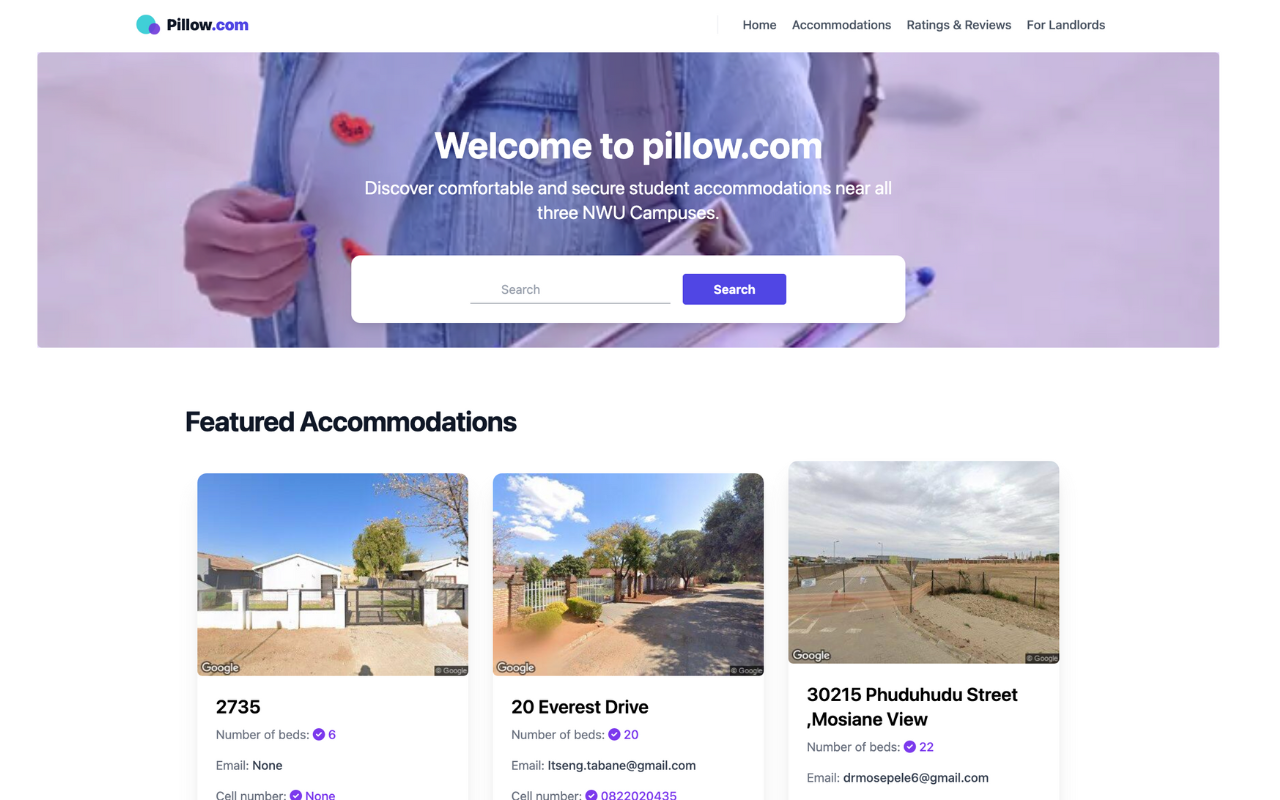 Pillow.com
Home Accommodations Ratings & Reviews For Landlords
Welcome to pillow.com
Discover comfortable and secure student accommodations near all
three NWU Campuses.
Search Search
Featured Accommodations
Google © Google
2735
Number of beds: 6
Email: None
Cell number: None
Google © Google
20 Everest Drive
Number of beds: 20
Email: Itseng.tabane@gmail.com
Cell number: 0822020435
Google © Google
30215 Phuduhudu Street
,Mosiane View
Number of beds: 22
Email: drmosepele6@gmail.com